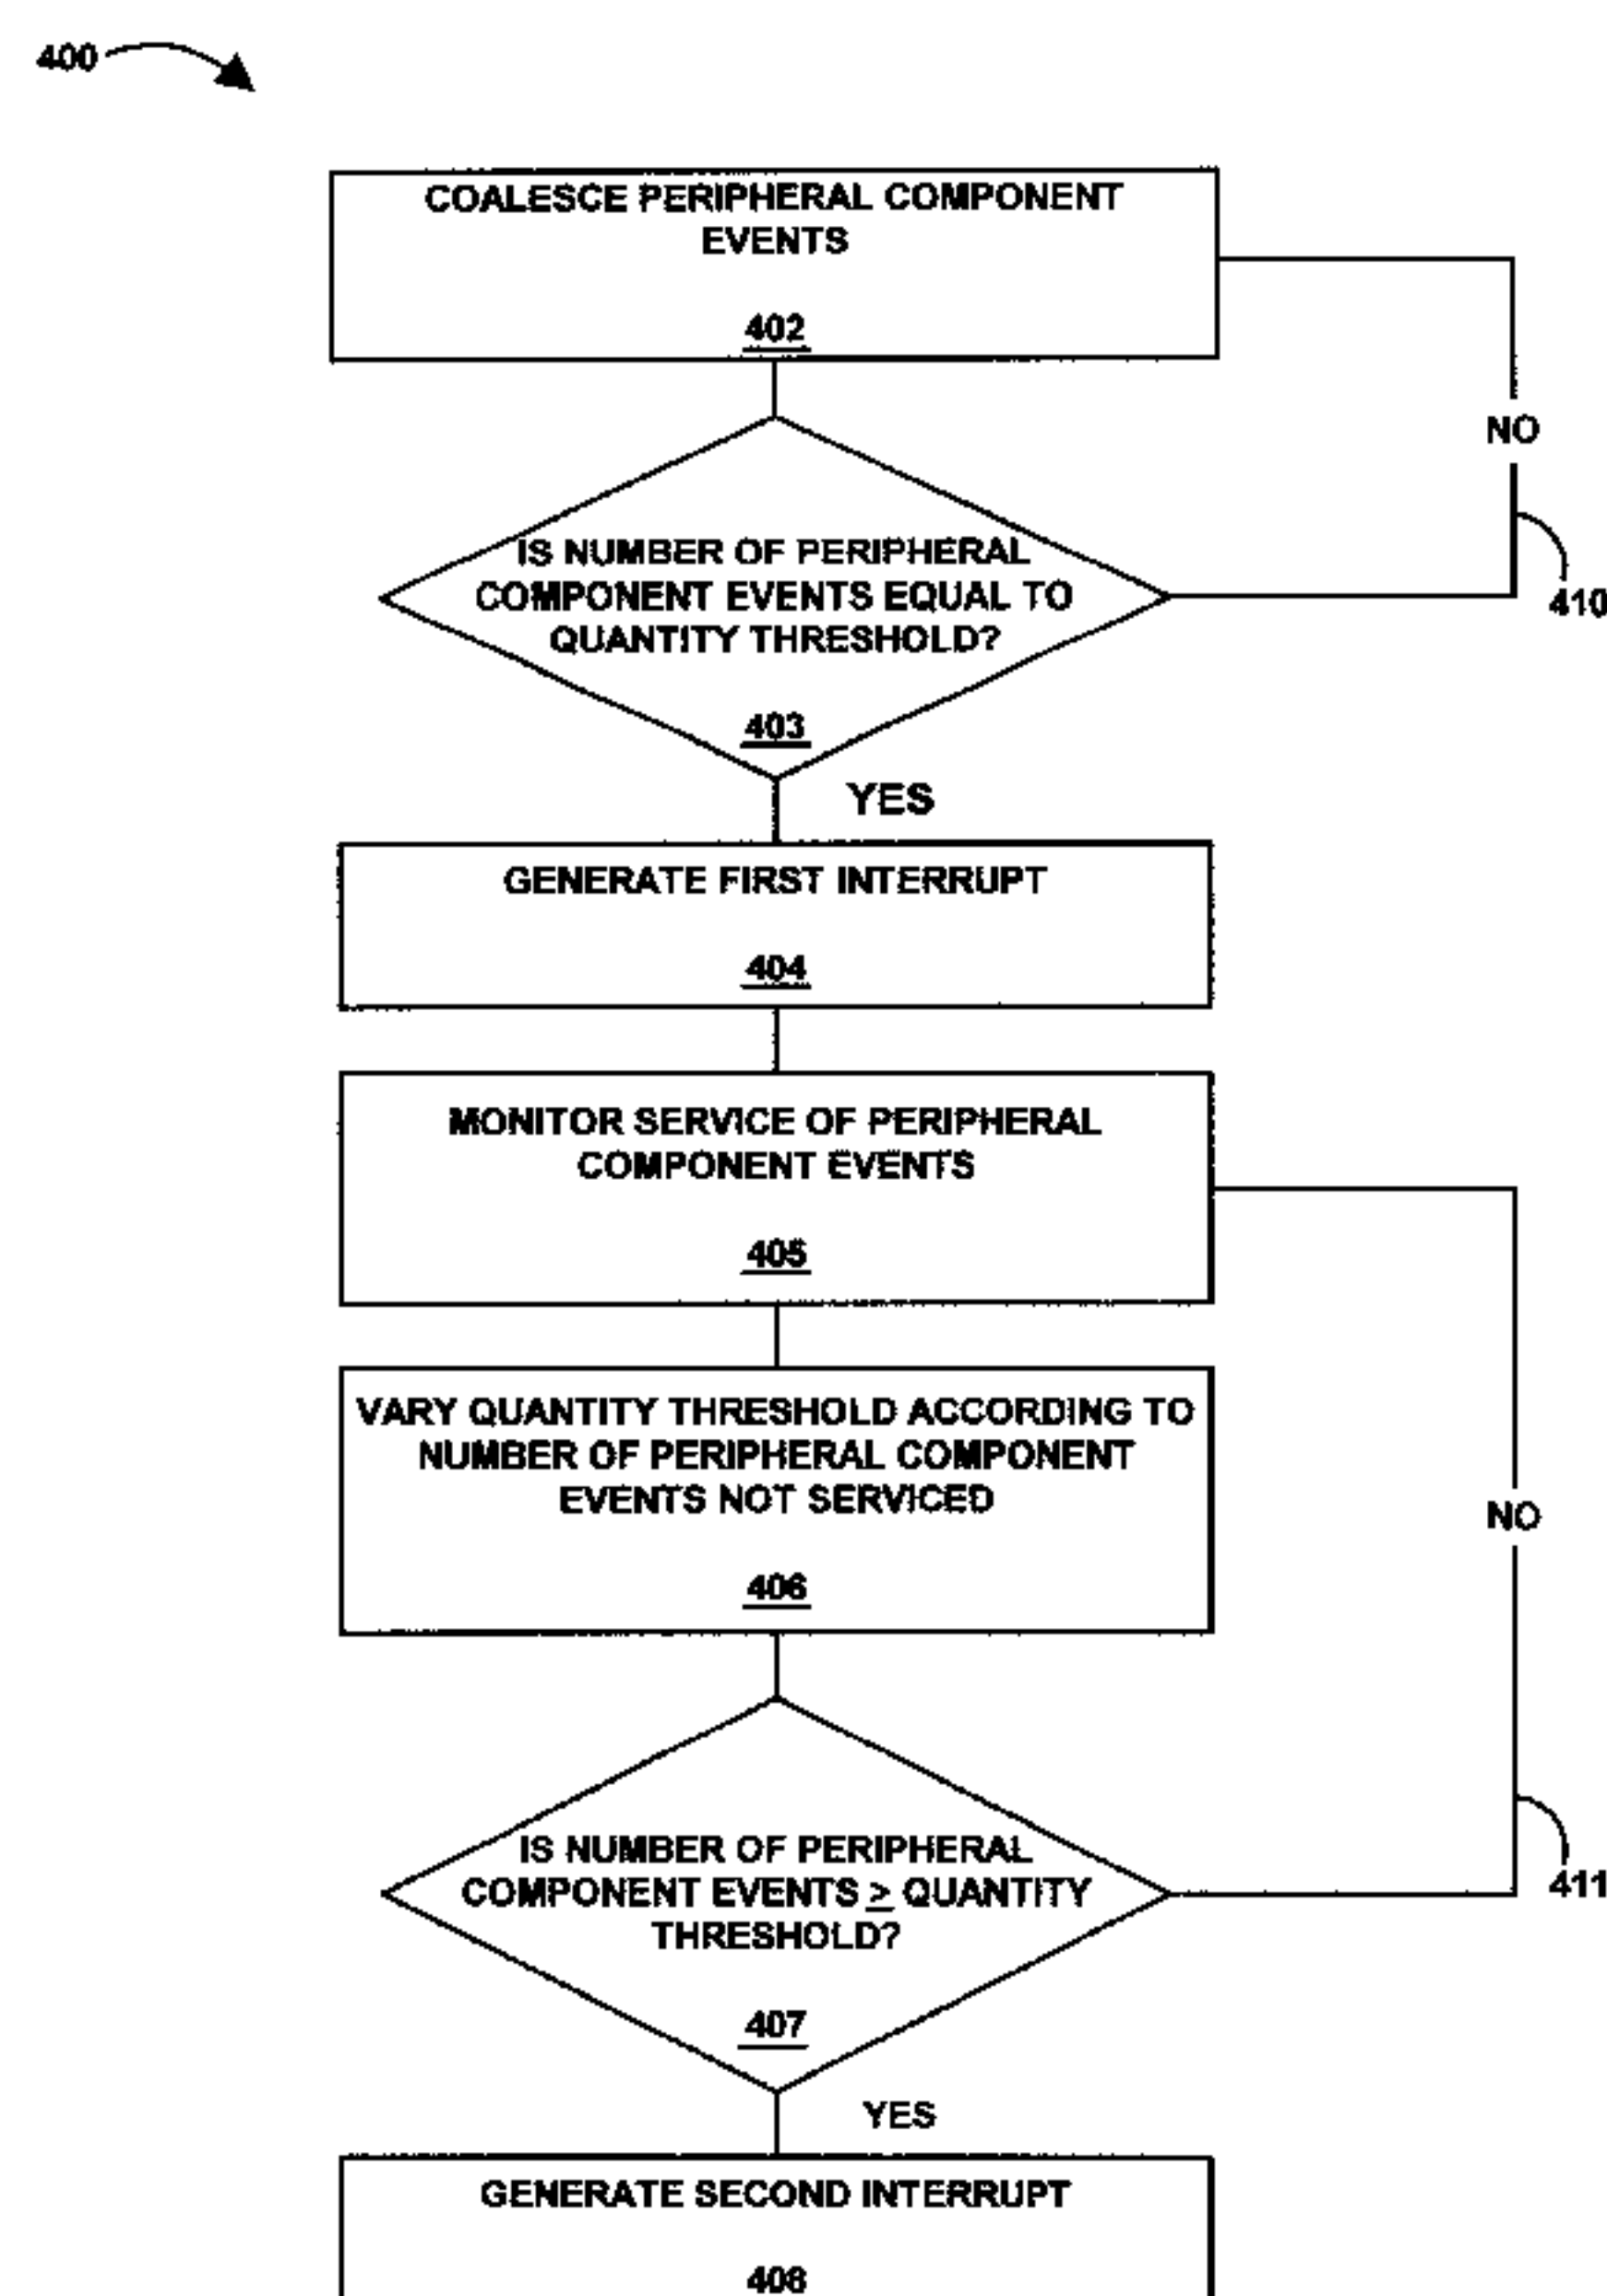 400
COALESCE PERIPHERAL COMPONENT
EVENTS
402
NO
IS NUMBER OF PERIPHERAL
COMPONENT EVENTS EQUAL TO
QUANTITY THRESHOLD?
410
403
YES
GENERATE FIRST INTERRUPT
404
MONITOR SERVICE OF PERIPHERAL
COMPONENT EVENTS
405
VARY QUANTITY THRESHOLD ACCORDING TO
NUMBER OF PERIPHERAL COMPONENT
EVENTS NOT SERVICED
NO
406
IS NUMBER OF PERIPHERAL
COMPONENT EVENTS ≥ QUANTITY
THRESHOLD?
411
407
YES
GENERATE SECOND INTERRUPT